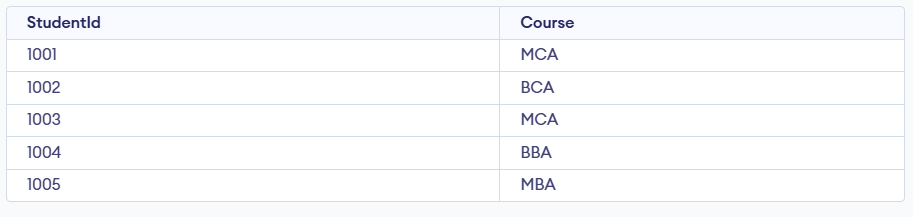 StudentId Course
1001 MCA
1002 BCA
1003 MCA
1004 BBA
1005 MBA